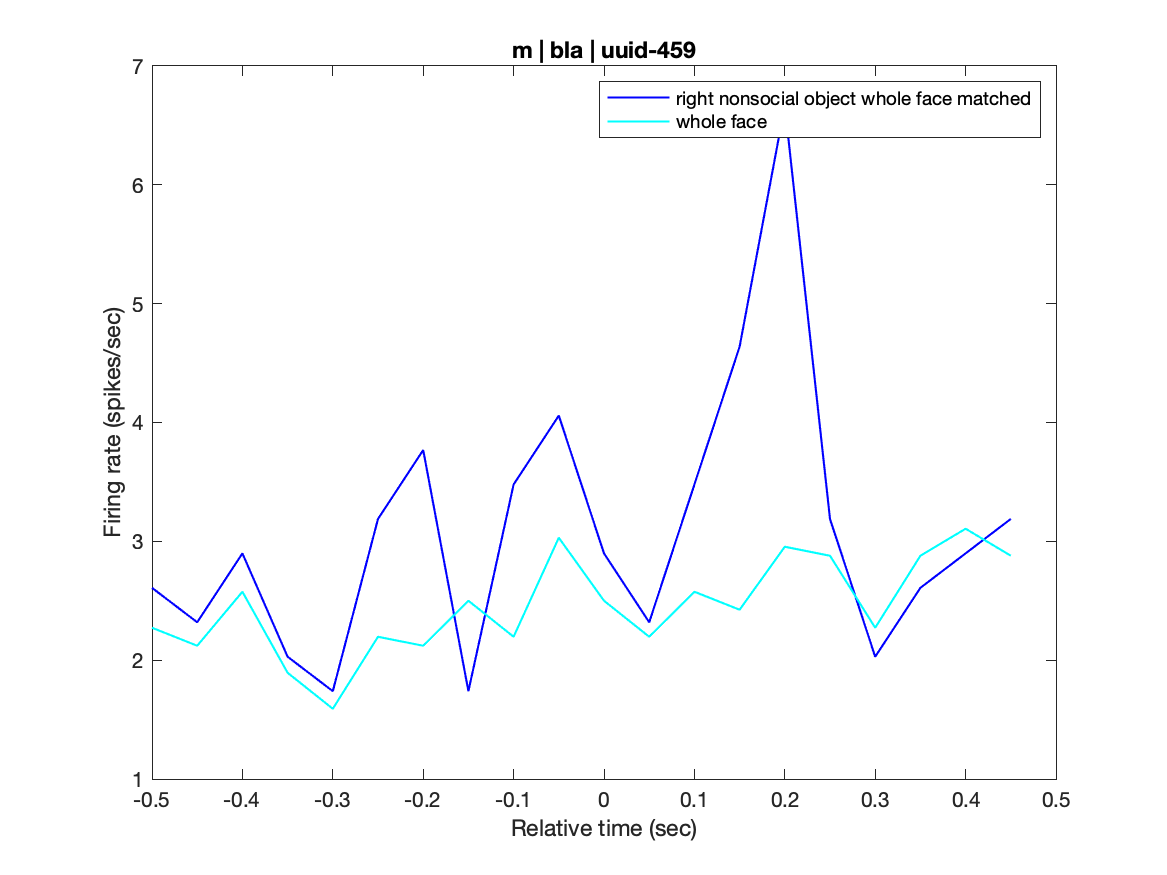 m | bla | uuid-459
7
right nonsocial object whole face matched
whole face
6
5
4
3
2
1
Firing rate (spikes/sec)
-0.5 -0.4 -0.3 -0.2 -0.1 0 0.1 0.2 0.3 0.4 0.5
Relative time (sec)